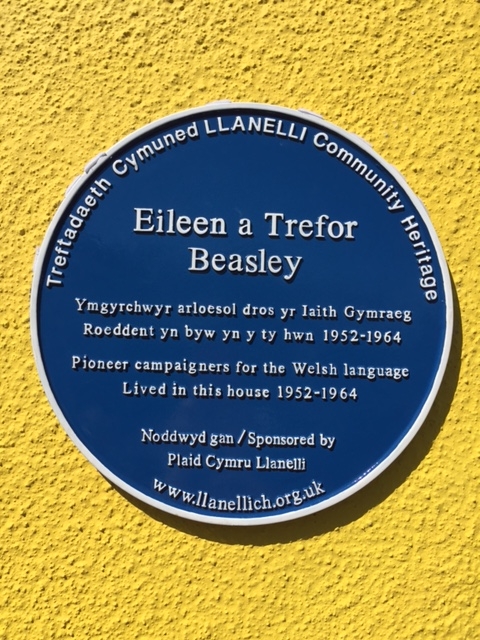 Treftadaeth Cymuned LLANELLI Community Heritage
Eileen a Trefor
Beasley
Ymgyrchwyr arloesol dros yr Iaith Gymraeg
Roeddent yn byw yn y ty hwn 1952-1964
Pioneer campaigners for the Welsh language
Lived in this house 1952-1964
Noddwyd gan / Sponsored by
Plaid Cymru Llanelli
www.llanellich.org.uk